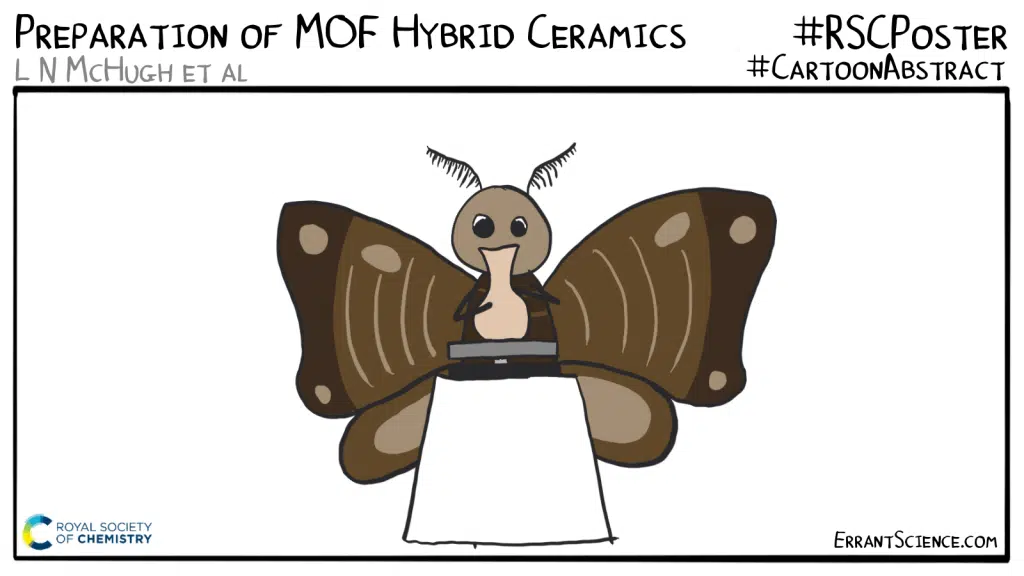 Preparation of MOF Hybrid Ceramics
#RSCPoster
L N McHugh et al
#CartoonAbstract
ROYAL SOCIETY
OF CHEMISTRY
ErrantScience.com